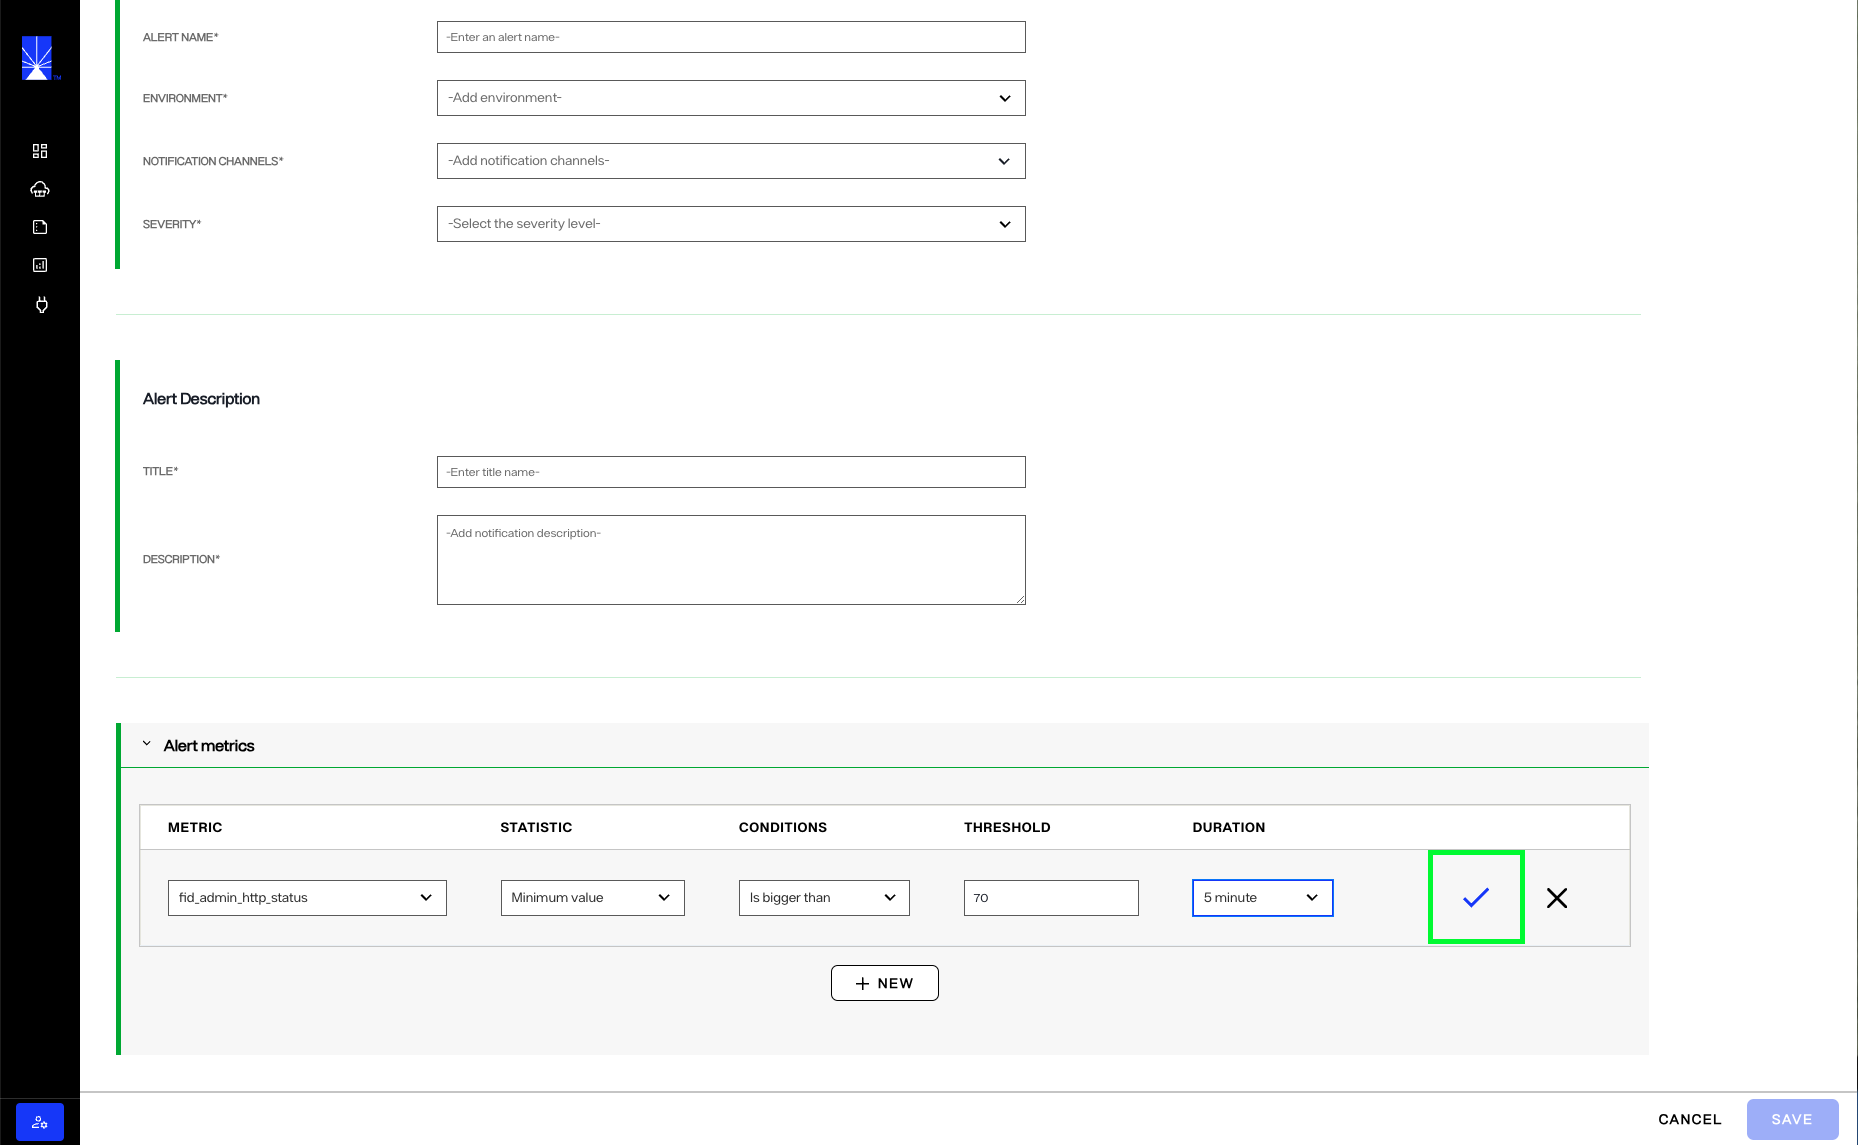 TM
ALERT NAME*
-Enter an alert name-
ENVIRONMENT*
-Add environment-
NOTIFICATION CHANNELS*
-Add notification channels-
SEVERITY*
-Select the severity level-
Alert Description
TITLE*
-Enter title name-
DESCRIPTION*
-Add notification description-
Alert metrics
METRIC STATISTIC CONDITIONS THRESHOLD DURATION
fid_admin_http_status Minimum value Is bigger than 70 5 minute
+ NEW
CANCEL SAVE